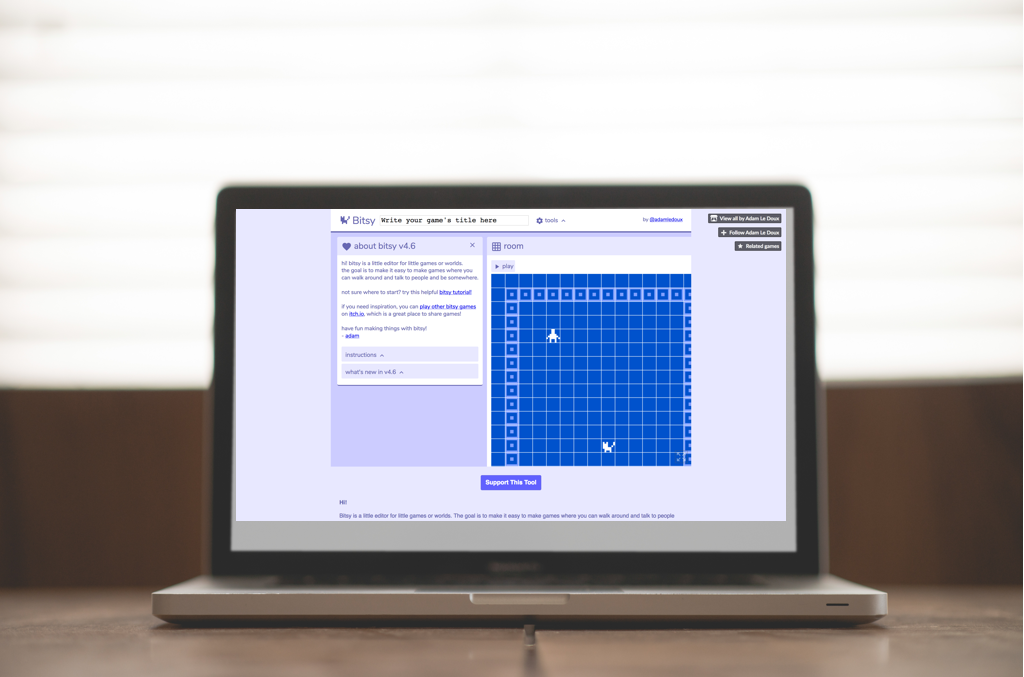 Bitsy
Write your game's title here
tools
by @adamledoux
View all by Adam Le Doux
Follow Adam Le Doux
Related games
about bitsy v4.6
hi! bitsy is a little editor for little games or worlds.
the goal is to make it easy to make games where you
can walk around and talk to people and be somewhere.
not sure where to start? try this helpful bitsy tutorial!
if you need inspiration, you can play other bitsy games
on itch.io, which is a great place to share games!
have fun making things with bitsy!
- adam
instructions
what's new in v4.6
room
play
Support This Tool
Hi!
Bitsy is a little editor for little games or worlds. The goal is to make it easy to make games where you can walk around and talk to people